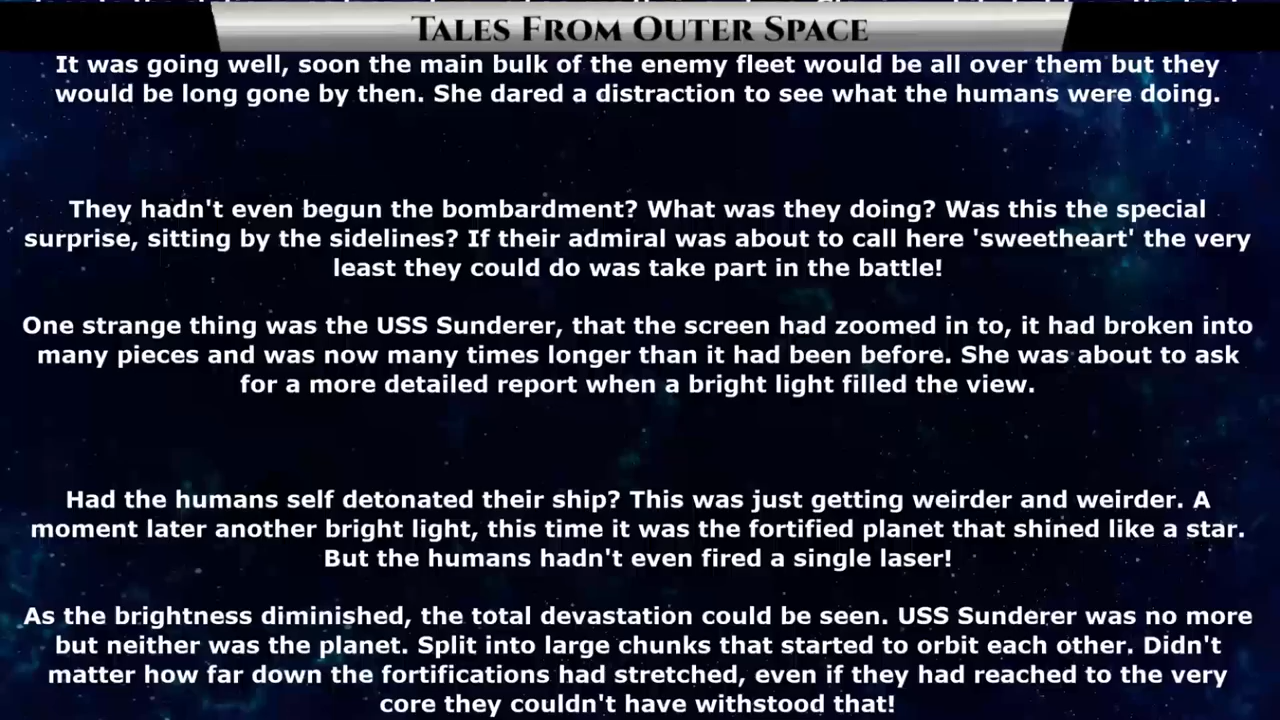 Tales From Outer Space
It was going well, soon the main bulk of the enemy fleet would be all over them but they
would be long gone by then. She dared a distraction to see what the humans were doing.
They hadn't even begun the bombardment? What was they doing? Was this the special
surprise, sitting by the sidelines? If their admiral was about to call here 'sweetheart' the very
least they could do was take part in the battle!
One strange thing was the USS Sunderer, that the screen had zoomed in to, it had broken into
many pieces and was now many times longer than it had been before. She was about to ask
for a more detailed report when a bright light filled the view.
Had the humans self detonated their ship? This was just getting weirder and weirder. A
moment later another bright light, this time it was the fortified planet that shined like a star.
But the humans hadn't even fired a single laser!
As the brightness diminished, the total devastation could be seen. USS Sunderer was no more
but neither was the planet. Split into large chunks that started to orbit each other. Didn't
matter how far down the fortifications had stretched, even if they had reached to the very
core they couldn't have withstood that!